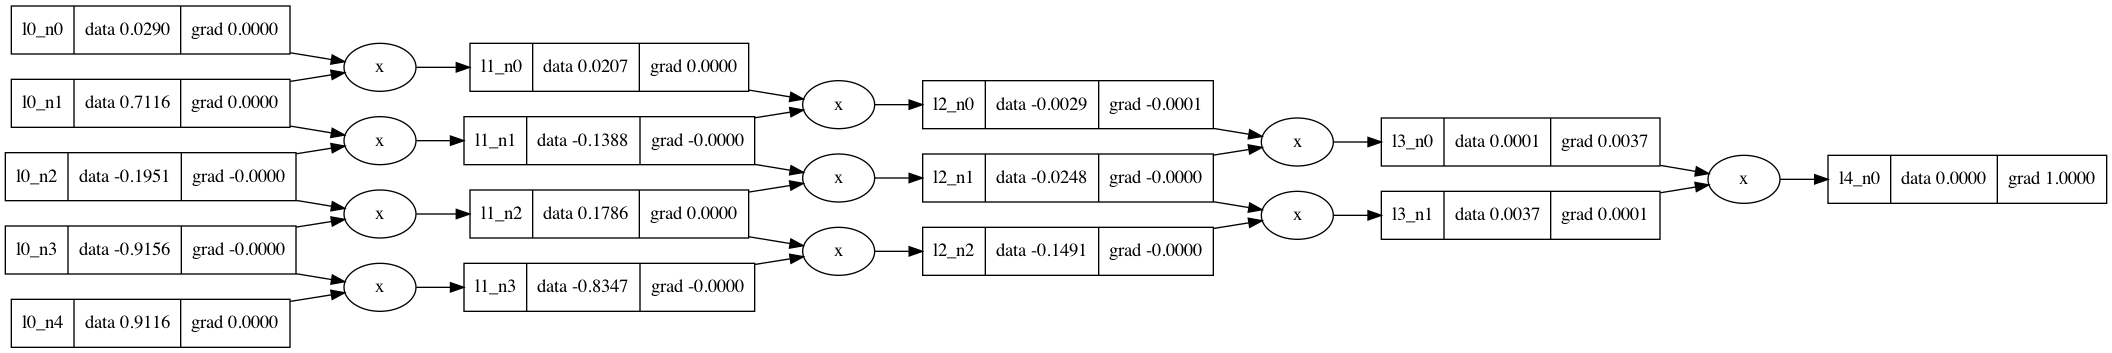 l0_n0 data 0.0290 grad 0.0000
l0_n1 data 0.7116 grad 0.0000
l0_n2 data -0.1951 grad -0.0000
l0_n3 data -0.9156 grad -0.0000
l0_n4 data 0.9116 grad 0.0000
x
x
x
x
l1_n0 data 0.0207 grad 0.0000
l1_n1 data -0.1388 grad -0.0000
l1_n2 data 0.1786 grad 0.0000
l1_n3 data -0.8347 grad -0.0000
x
x
x
l2_n0 data -0.0029 grad -0.0001
l2_n1 data -0.0248 grad -0.0000
l2_n2 data -0.1491 grad -0.0000
x
x
l3_n0 data 0.0001 grad 0.0037
l3_n1 data 0.0037 grad 0.0001
x
l4_n0 data 0.0000 grad 1.0000